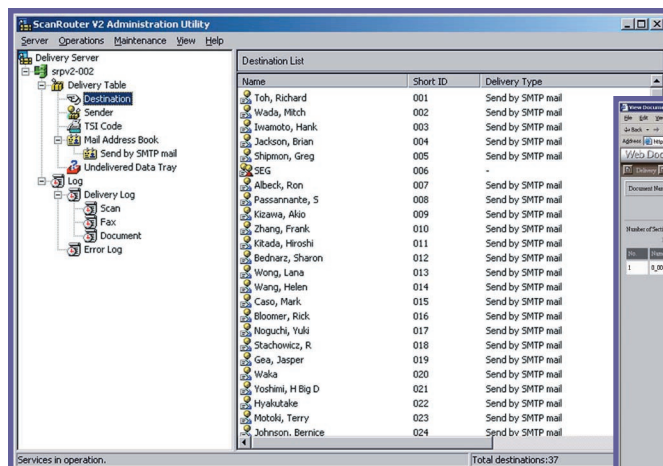 ScanRouter V2 Administration Utility
Server Operations Maintenance View Help
Delivery Server
srpv2-002
Delivery Table
Destination
Sender
TSI Code
Mail Address Book
Send by SMTP mail
Undelivered Data Tray
Log
Delivery Log
Scan
Fax
Document
Error Log
Destination List
Name Short ID Delivery Type
Toh, Richard 001 Send by SMTP mail
Wada, Mitch 002 Send by SMTP mail
Iwamoto, Hank 003 Send by SMTP mail
Jackson, Brian 004 Send by SMTP mail
Shipmon, Greg 005 Send by SMTP mail
SEG 006 -
Albeck, Ron 007 Send by SMTP mail
Passannante, S 008 Send by SMTP mail
Kizawa, Akio 009 Send by SMTP mail
Zhang, Frank 010 Send by SMTP mail
Kitada, Hiroshi 011 Send by SMTP mail
Bednarz, Sharon 012 Send by SMTP mail
Wong, Lana 013 Send by SMTP mail
Wang, Helen 014 Send by SMTP mail
Caso, Mark 015 Send by SMTP mail
Bloomer, Rick 016 Send by SMTP mail
Noguchi, Yuki 017 Send by SMTP mail
Stachowicz, R 018 Send by SMTP mail
Gea, Jasper 019 Send by SMTP mail
Waka 020 Send by SMTP mail
Yoshimi, H Big D 021 Send by SMTP mail
Hyakutake 022 Send by SMTP mail
Motoki, Terry 023 Send by SMTP mail
Johnson, Bernice 024 Send by SMTP mail
Services in operation. Total destinations:37
View
File Edit
Back
Address
Web Doc
Delivery
Number of
No.
1